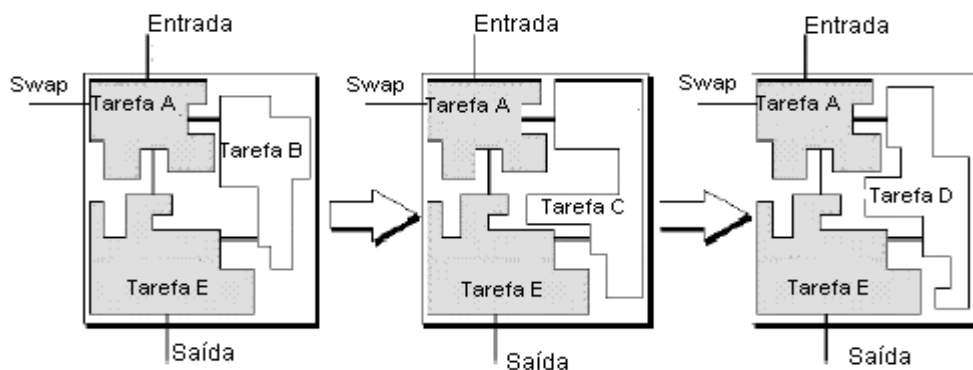 Entrada
Swap
Tarefa A
Tarefa B
Tarefa E
Saída
Entrada
Swap
Tarefa A
Tarefa C
Tarefa E
Saída
Entrada
Swap
Tarefa A
Tarefa D
Tarefa E
Saída